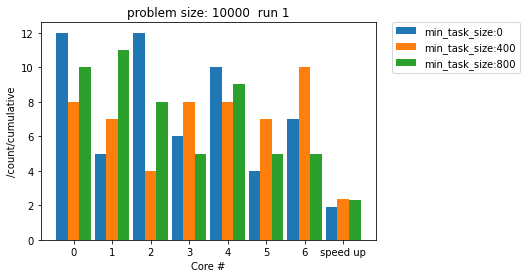 problem size: 10000  run 1
min_task_size:0
min_task_size:400
min_task_size:800
/count/cumulative
12
10
8
6
4
2
0
0 1 2 3 4 5 6 speed up
Core #